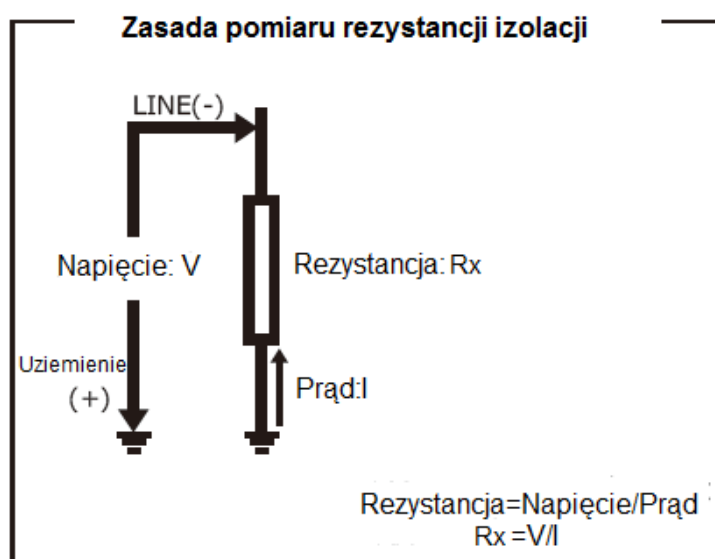 Zasada pomiaru rezystancji izolacji
LINE(-)
Napięcie: V
Rezystancja: Rx
Uziemienie
(+)
Prąd:I
Rezystancja=Napięcie/Prąd
Rx =V/I